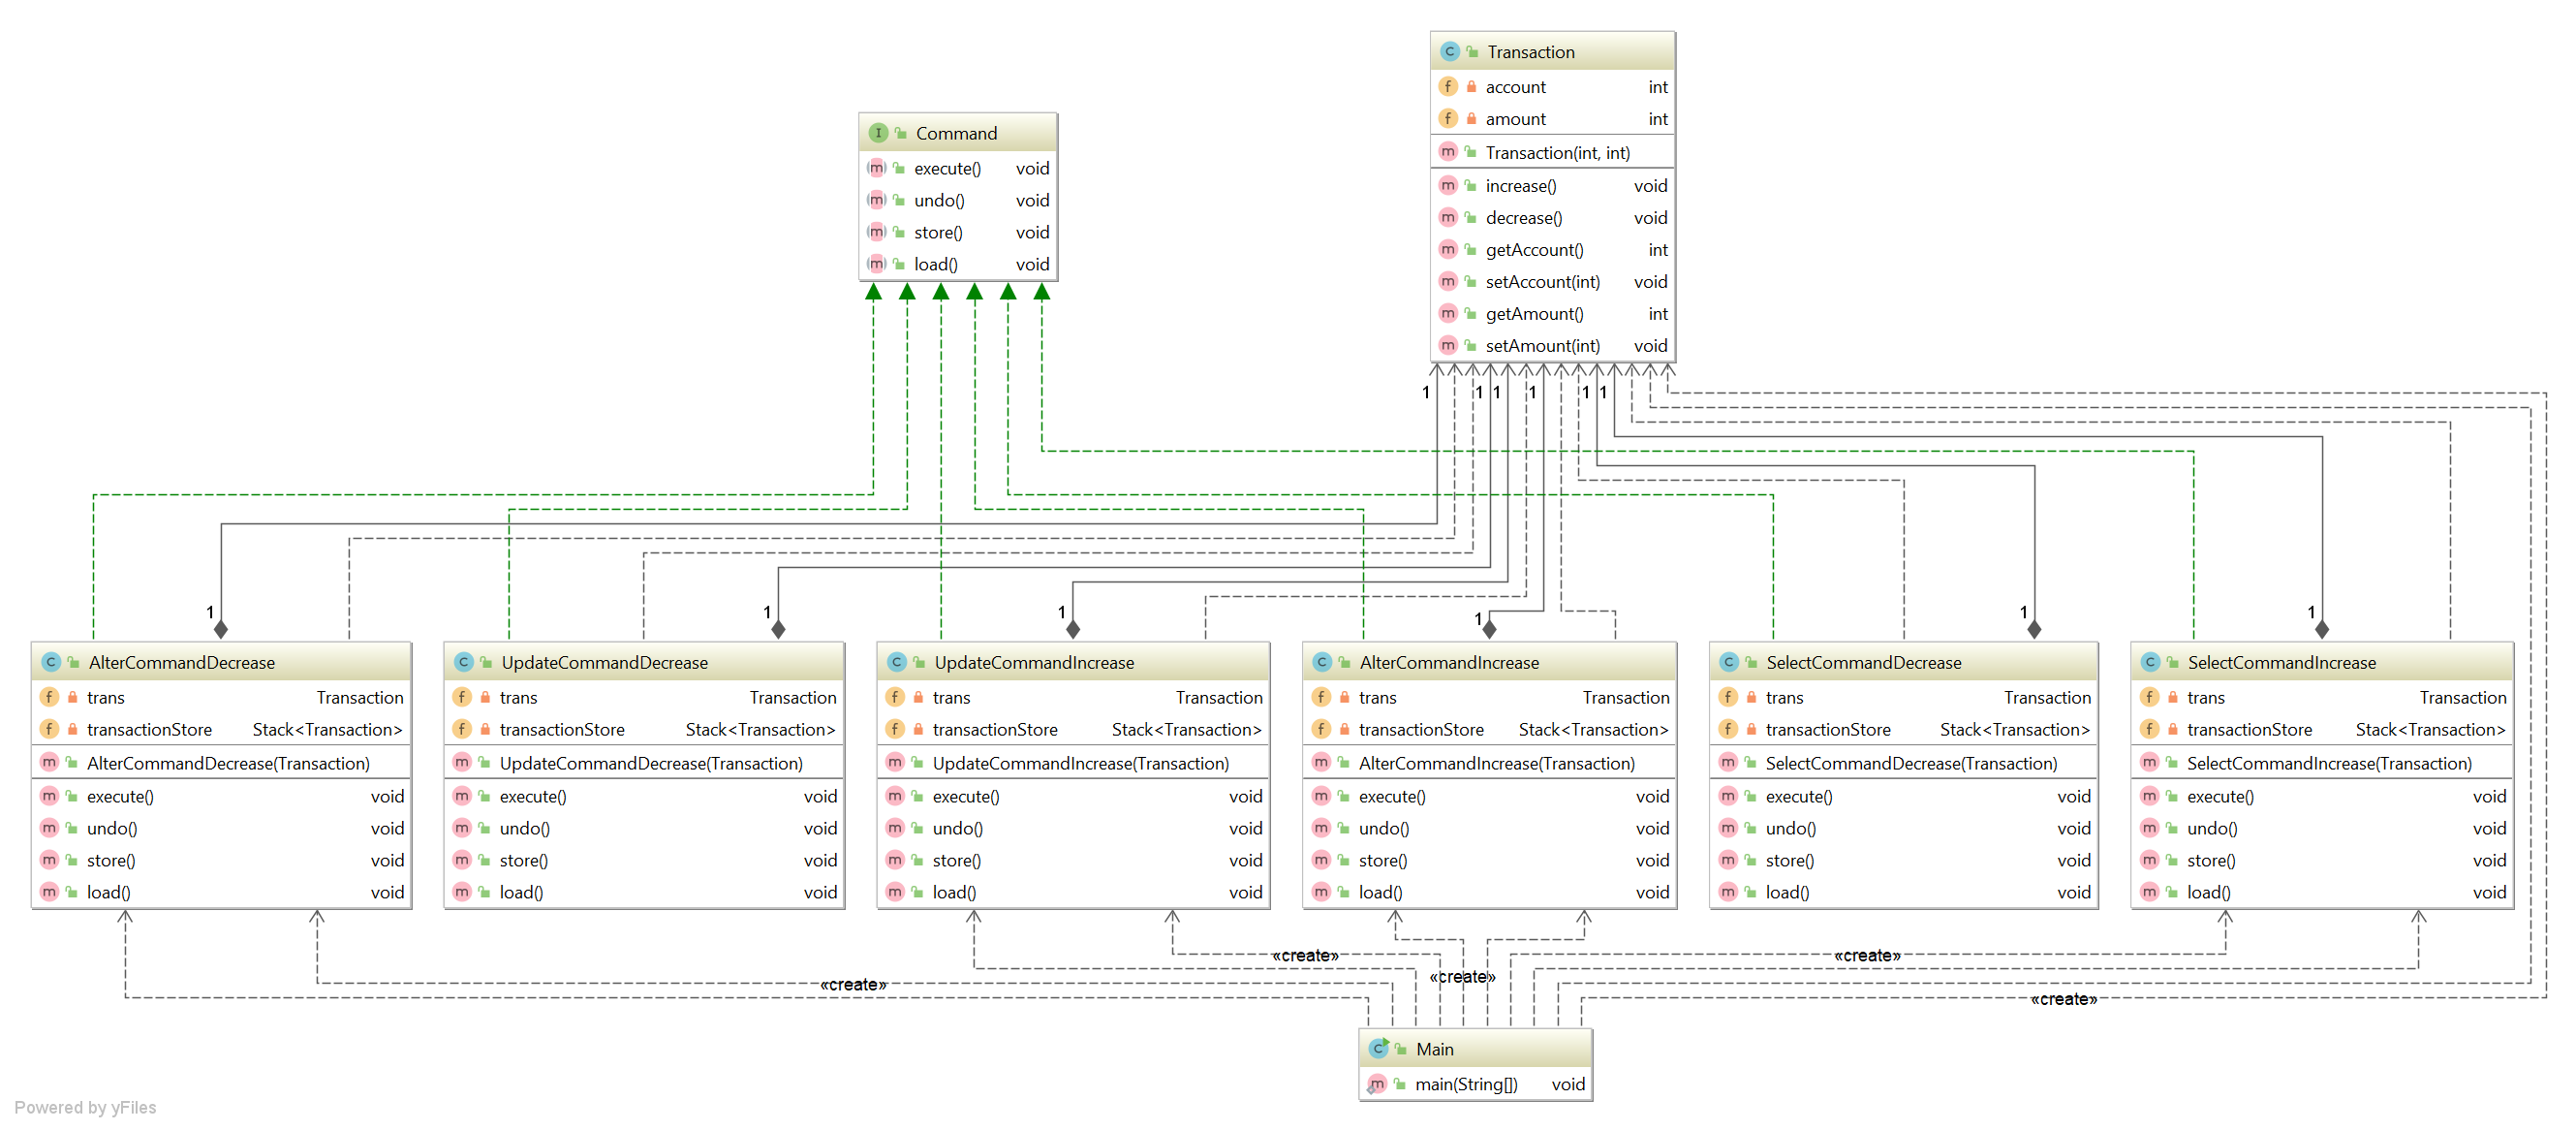 Transaction
account int
amount int
Transaction(int, int)
increase() void
decrease() void
getAccount() int
setAccount(int) void
getAmount() int
setAmount(int) void
Command
execute() void
undo() void
store() void
load() void
1 1 1 1 1 1
1 1 1 1 1 1
AlterCommandDecrease
trans Transaction
transactionStore Stack<Transaction>
AlterCommandDecrease(Transaction)
execute() void
undo() void
store() void
load() void
UpdateCommandDecrease
trans Transaction
transactionStore Stack<Transaction>
UpdateCommandDecrease(Transaction)
execute() void
undo() void
store() void
load() void
UpdateCommandIncrease
trans Transaction
transactionStore Stack<Transaction>
UpdateCommandIncrease(Transaction)
execute() void
undo() void
store() void
load() void
AlterCommandIncrease
trans Transaction
transactionStore Stack<Transaction>
AlterCommandIncrease(Transaction)
execute() void
undo() void
store() void
load() void
SelectCommandDecrease
trans Transaction
transactionStore Stack<Transaction>
SelectCommandDecrease(Transaction)
execute() void
undo() void
store() void
load() void
SelectCommandIncrease
trans Transaction
transactionStore Stack<Transaction>
SelectCommandIncrease(Transaction)
execute() void
undo() void
store() void
load() void
«create»
«create»
«create»
«create»
«create»
Main
main(String[]) void
Powered by yFiles